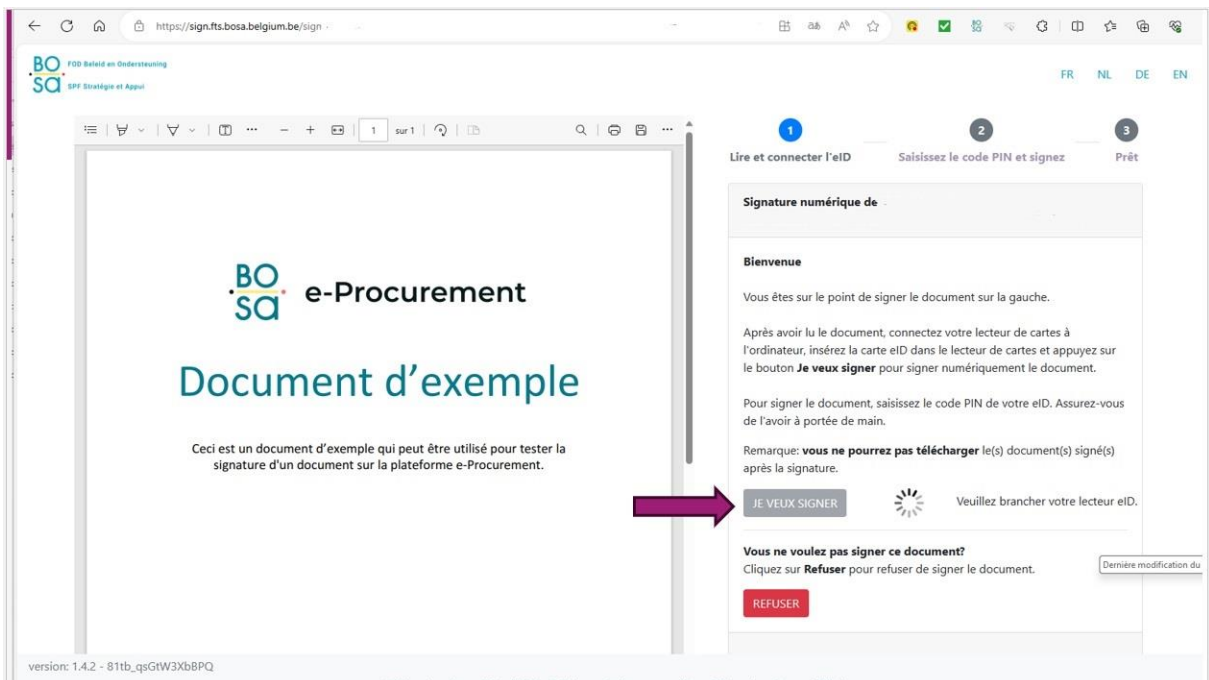 https://sign.fts.bosa.belgium.be/sign
BOSA
FOD Beleid en Ondersteuning
SPF Stratégie et Appui
FR NL DE EN
1 sur 1
1 2 3
Lire et connecter l'eID Saisissez le code PIN et signez Prêt
BOSA e-Procurement
Document d'exemple
Ceci est un document d'exemple qui peut être utilisé pour tester la
signature d'un document sur la plateforme e-Procurement.
Signature numérique de
Bienvenue
Vous êtes sur le point de signer le document sur la gauche.
Après avoir lu le document, connectez votre lecteur de cartes à
l'ordinateur, insérez la carte eID dans le lecteur de cartes et appuyez sur
le bouton Je veux signer pour signer numériquement le document.
Pour signer le document, saisissez le code PIN de votre eID. Assurez-vous
de l'avoir à portée de main.
Remarque: vous ne pourrez pas télécharger le(s) document(s) signé(s)
après la signature.
JE VEUX SIGNER Veuillez brancher votre lecteur eID.
Vous ne voulez pas signer ce document?
Cliquez sur Refuser pour refuser de signer le document.
Dernière modification du
REFUSER
version: 1.4.2 - 81tb_qsGtW3XbBPQ